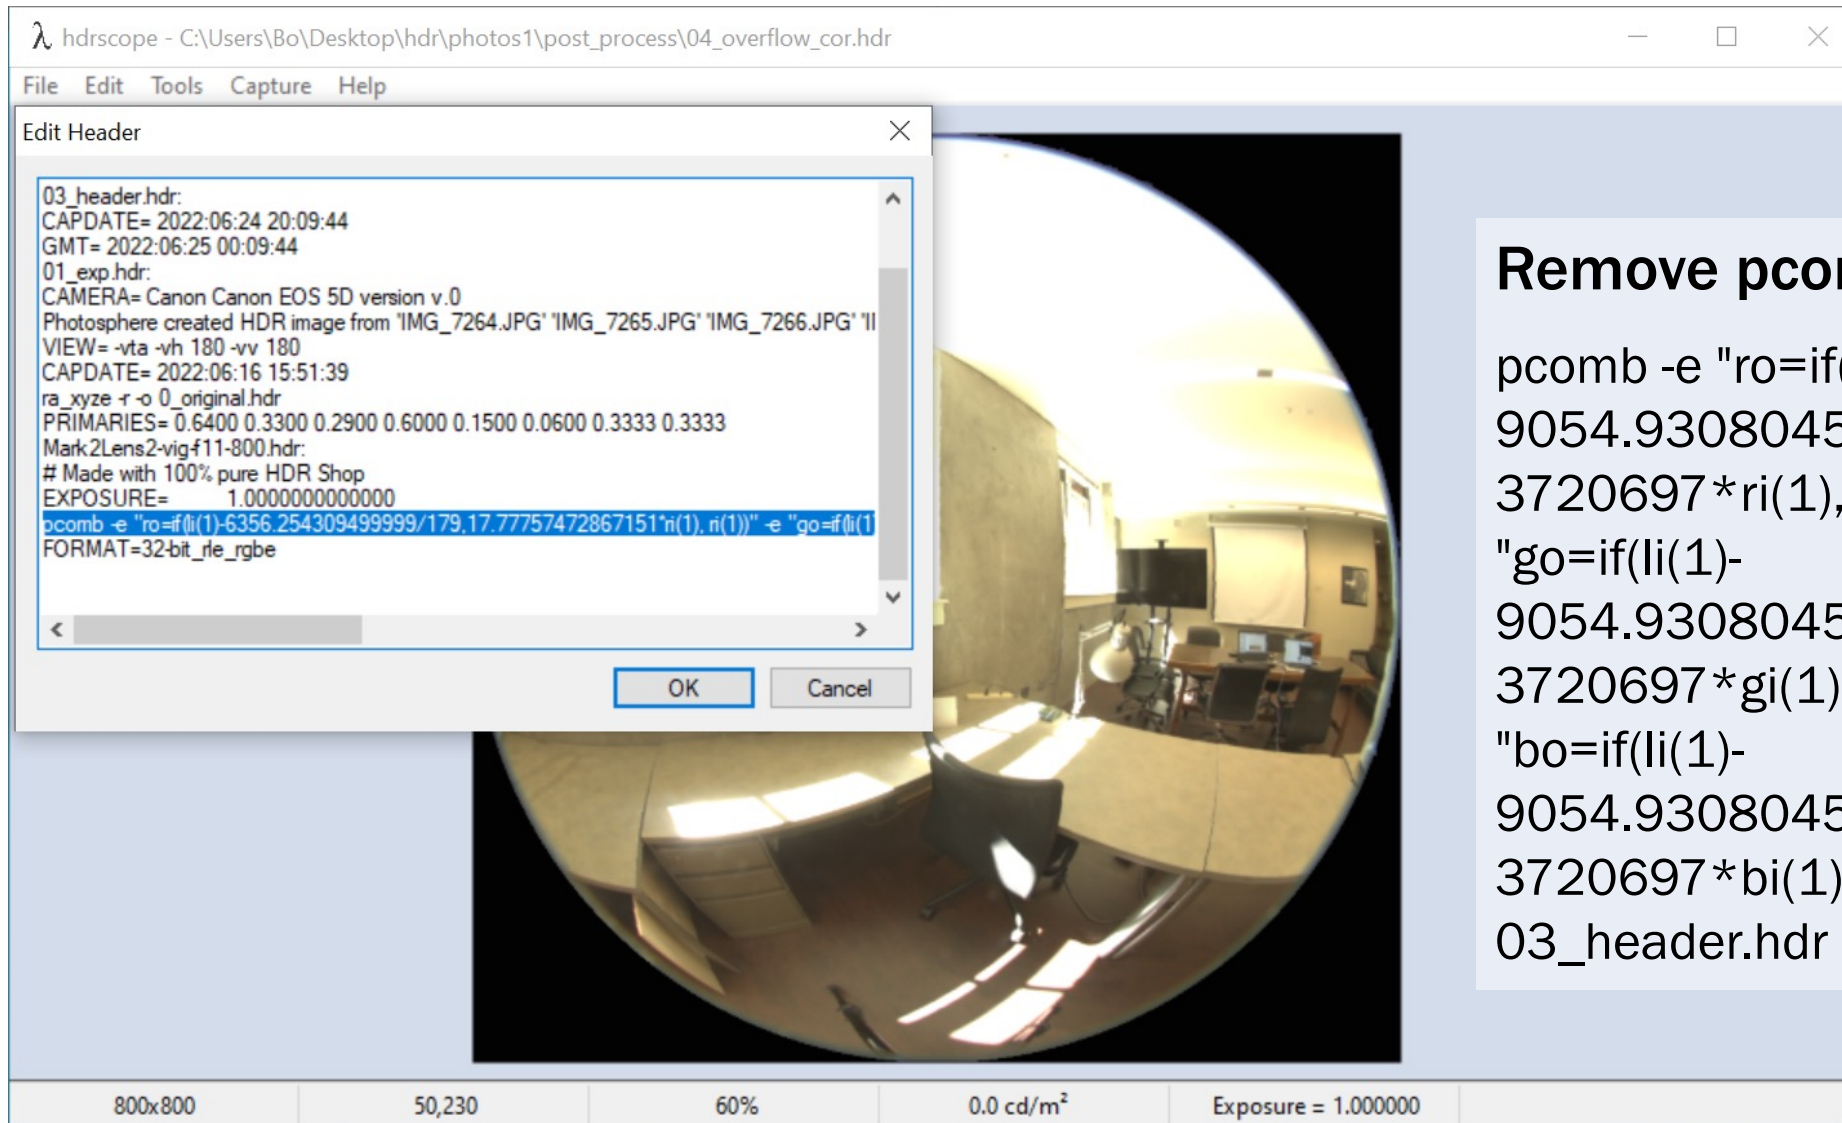 λ hdrscope - C:\Users\Bo\Desktop\hdr\photos1\post_process\04_overflow_cor.hdr
File Edit Tools Capture Help
Edit Header
03_header.hdr:
CAPDATE= 2022:06:24 20:09:44
GMT= 2022:06:25 00:09:44
01_exp.hdr:
CAMERA= Canon Canon EOS 5D version v.0
Photosphere created HDR image from 'IMG_7264.JPG' 'IMG_7265.JPG' 'IMG_7266.JPG' 'II
VIEW= -vta -vh 180 -vv 180
CAPDATE= 2022:06:16 15:51:39
ra_xyze -r -o 0_original.hdr
PRIMARIES= 0.6400 0.3300 0.2900 0.6000 0.1500 0.0600 0.3333 0.3333
Mark2Lens2-vig-f11-800.hdr:
# Made with 100% pure HDR Shop
EXPOSURE= 1.0000000000000
pcomb -e "ro=if(li(1)-6356.254309499999/179,17.77757472867151*ri(1), ri(1))" -e "go=if(li(1
FORMAT=32-bit_rle_rgbe
OK Cancel
Remove pcom
pcomb -e "ro=if(
9054.9308045
3720697*ri(1),
"go=if(li(1)-
9054.9308045
3720697*gi(1)
"bo=if(li(1)-
9054.9308045
3720697*bi(1)
03_header.hdr
800x800 50,230 60% 0.0 cd/m² Exposure = 1.000000